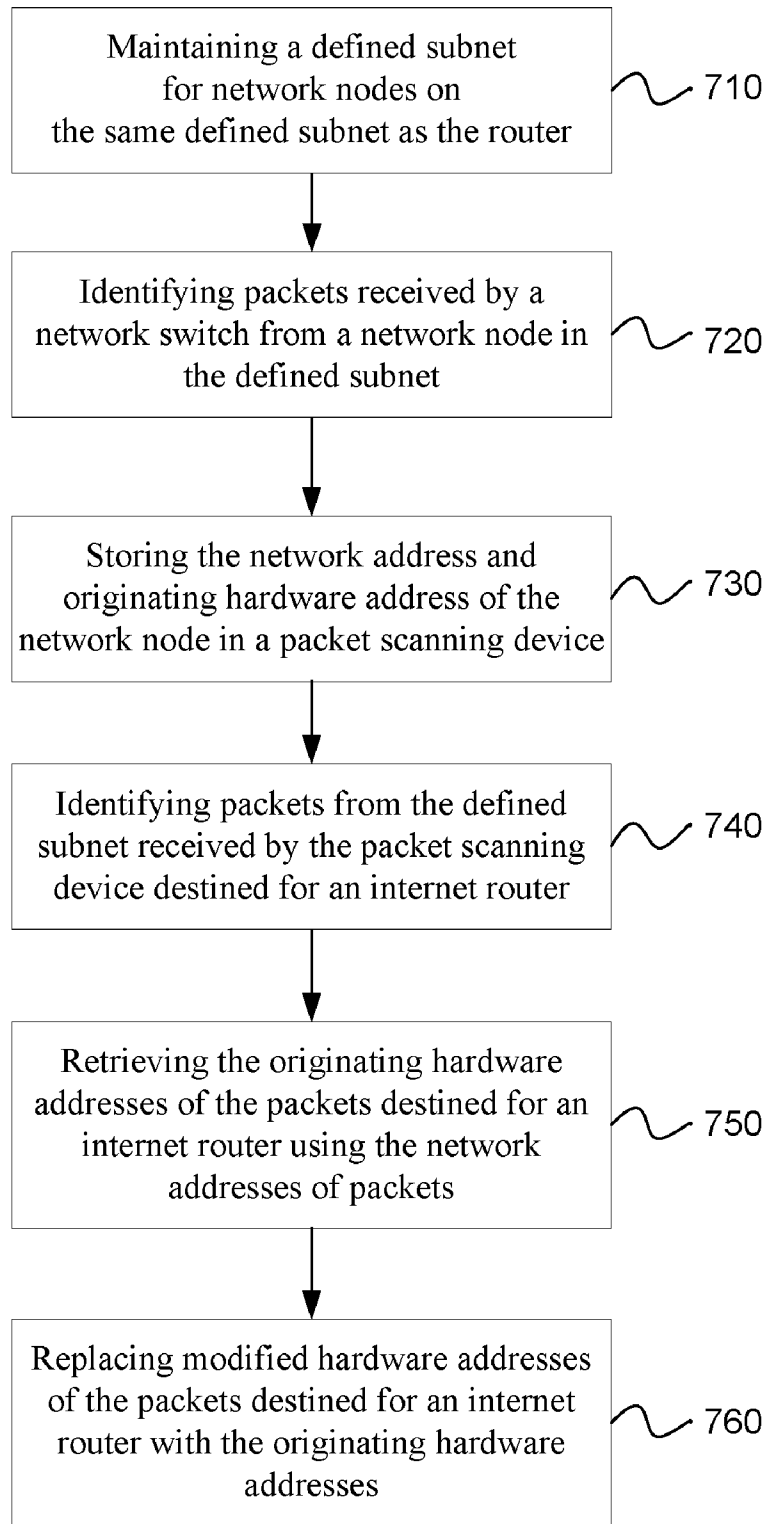 Maintaining a defined subnet
for network nodes on
the same defined subnet as the router
710
Identifying packets received by a
network switch from a network node in
the defined subnet
720
Storing the network address and
originating hardware address of the
network node in a packet scanning device
730
Identifying packets from the defined
subnet received by the packet scanning
device destined for an internet router
740
Retrieving the originating hardware
addresses of the packets destined for an
internet router using the network
addresses of packets
750
Replacing modified hardware addresses
of the packets destined for an internet
router with the originating hardware
addresses
760